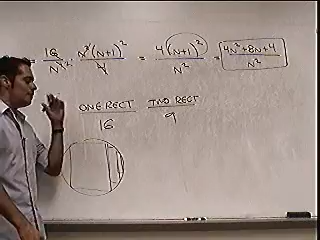 = 16/N⁴² · N²(N+1)²/4 = 4(N+1)²/N² = 4N²+8N+4/N²
ONE RECT TWO RECT
16 9